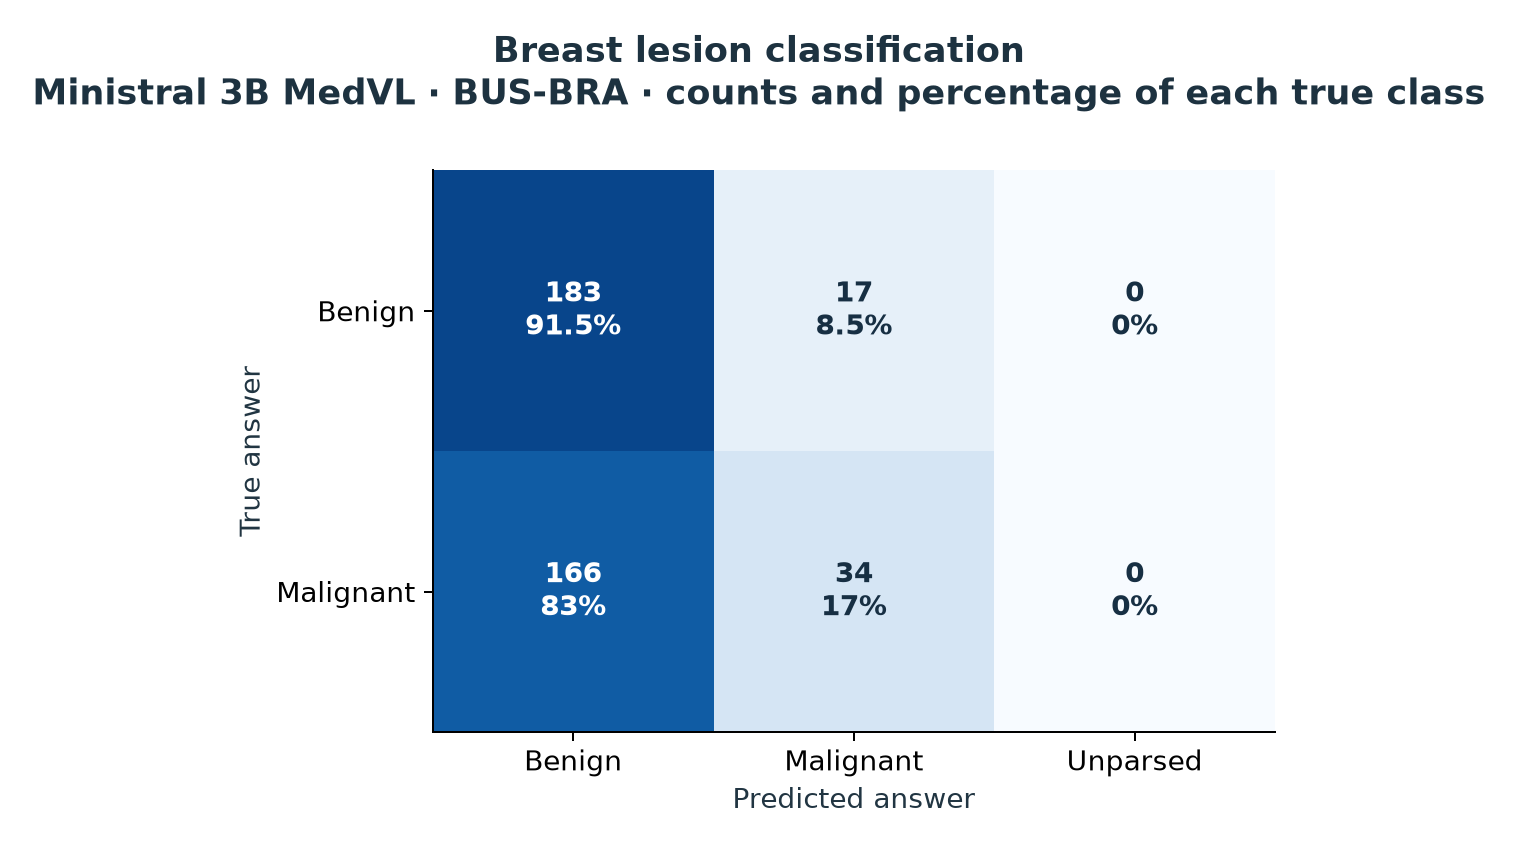 Breast lesion classification
Ministral 3B MedVL · BUS-BRA · counts and percentage of each true class
183
91.5%
17
8.5%
0
0%
Benign
166
83%
34
17%
0
0%
Malignant
True answer
Benign
Malignant
Unparsed
Predicted answer